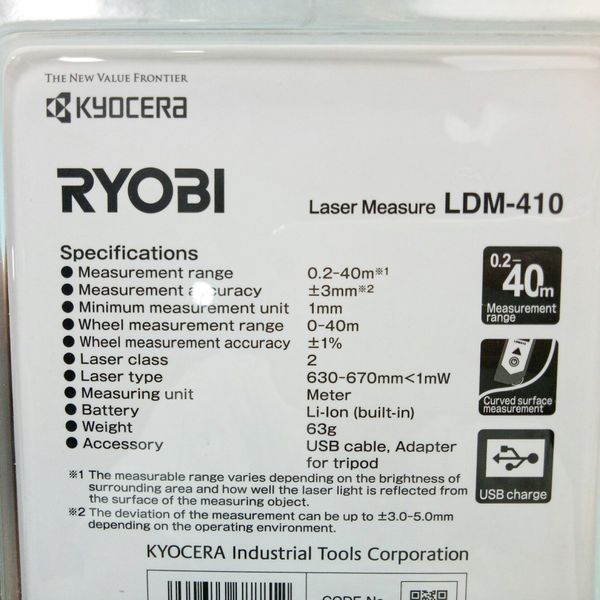 THE NEW VALUE FRONTIER
KYOCERA
RYOBI
Laser Measure LDM-410
Specifications
● Measurement range 0.2-40m※1
● Measurement accuracy ±3mm※2
● Minimum measurement unit 1mm
● Wheel measurement range 0-40m
● Wheel measurement accuracy ±1%
● Laser class 2
● Laser type 630-670mm<1mW
● Measuring unit Meter
● Battery Li-Ion (built-in)
● Weight 63g
● Accessory USB cable, Adapter
for tripod
0.2-
40m
Measurement
range
Curved surface
measurement
USB charge
※1 The measurable range varies depending on the brightness of
surrounding area and how well the laser light is reflected from
the surface of the measuring object.
※2 The deviation of the measurement can be up to ±3.0-5.0mm
depending on the operating environment.
KYOCERA Industrial Tools Corporation
CODE No.